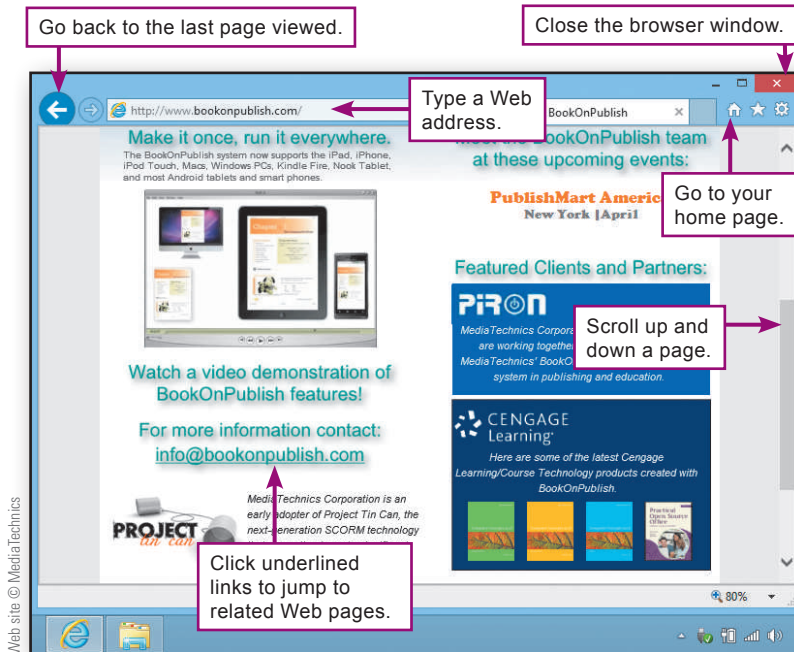 Go back to the last page viewed.
Close the browser window.
http://www.bookonpublish.com/
Type a Web
address.
BookOnPublish
Make it once, run it everywhere.
The BookOnPublish system now supports the iPad, iPhone,
iPod Touch, Macs, Windows PCs, Kindle Fire, Nook Tablet,
and most Android tablets and smart phones.
BookOnPublish team
at these upcoming events:
PublishMart America
New York |April
Go to your
home page.
Featured Clients and Partners:
PiRON
MediaTechnics
are working together
MediaTechnics'
system in publishing and education.
Scroll up and
down a page.
Watch a video demonstration of
BookOnPublish features!
For more information contact:
info@bookonpublish.com
CENGAGE
Learning
Here are some of the latest Cengage
Learning/Course Technology products created with
BookOnPublish.
Practical
Open Source
Office
PROJECT
tin can
MediaTechnics Corporation is an
early adopter of Project Tin Can, the
next-generation SCORM technology
Click underlined
links to jump to
related Web pages.
80%
Web site © MediaTechnics